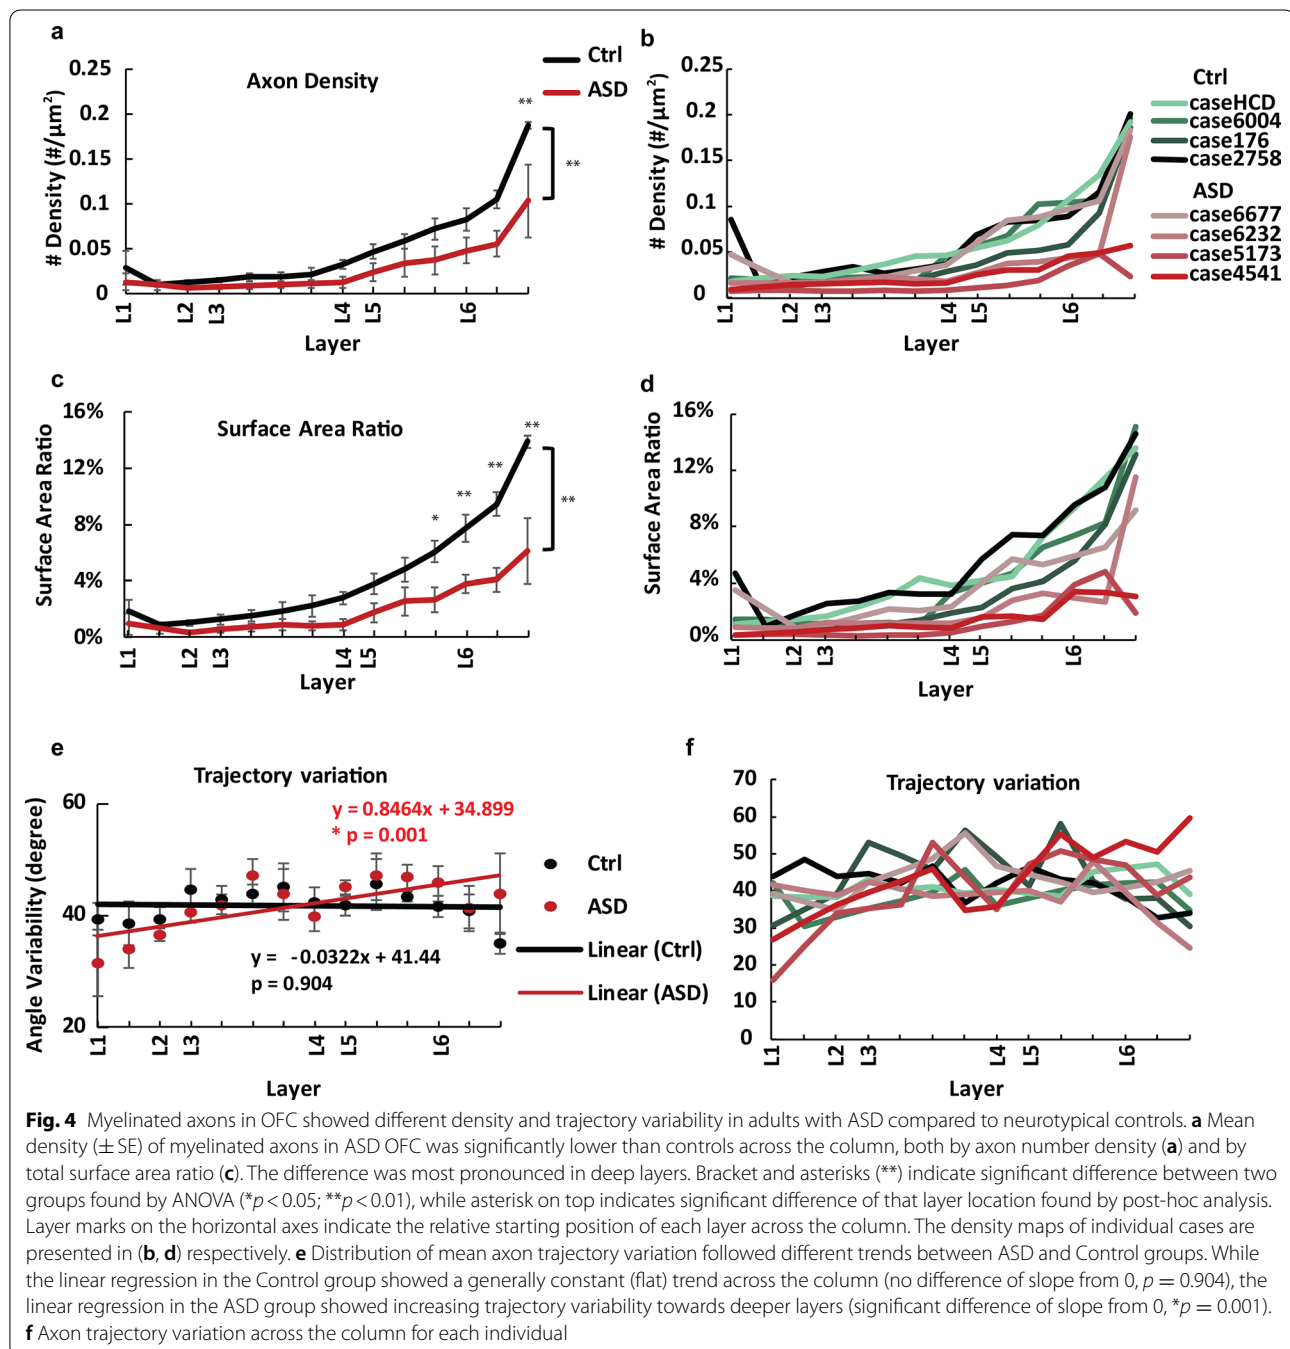 a
Ctrl
ASD
Axon Density
0.25
0.2
0.15
0.1
0.05
0
# Density (#/µm²)
**
**
L1
L2
L3
L4
L5
L6
Layer
b
0.25
0.2
0.15
0.1
0.05
0
# Density (#/µm²)
L1
L2
L3
L4
L5
L6
Layer
Ctrl
caseHCD
case6004
case176
case2758
ASD
case6677
case6232
case5173
case4541
c
Surface Area Ratio
16%
12%
8%
4%
0%
Surface Area Ratio
*
**
**
**
**
L1
L2
L3
L4
L5
L6
Layer
d
16%
12%
8%
4%
0%
Surface Area Ratio
L1
L2
L3
L4
L5
L6
Layer
e
Trajectory variation
60
40
20
Angle Variability (degree)
y = 0.8464x + 34.899
* p = 0.001
y = -0.0322x + 41.44
p = 0.904
Ctrl
ASD
Linear (Ctrl)
Linear (ASD)
L1
L2
L3
L4
L5
L6
Layer
f
Trajectory variation
70
60
50
40
30
20
10
0
L1
L2
L3
L4
L5
L6
Layer
Fig. 4 Myelinated axons in OFC showed different density and trajectory variability in adults with ASD compared to neurotypical controls. a Mean
density (± SE) of myelinated axons in ASD OFC was significantly lower than controls across the column, both by axon number density (a) and by
total surface area ratio (c). The difference was most pronounced in deep layers. Bracket and asterisks (**) indicate significant difference between two
groups found by ANOVA (*p < 0.05; **p < 0.01), while asterisk on top indicates significant difference of that layer location found by post-hoc analysis.
Layer marks on the horizontal axes indicate the relative starting position of each layer across the column. The density maps of individual cases are
presented in (b, d) respectively. e Distribution of mean axon trajectory variation followed different trends between ASD and Control groups. While
the linear regression in the Control group showed a generally constant (flat) trend across the column (no difference of slope from 0, p = 0.904), the
linear regression in the ASD group showed increasing trajectory variability towards deeper layers (significant difference of slope from 0, *p = 0.001).
f Axon trajectory variation across the column for each individual